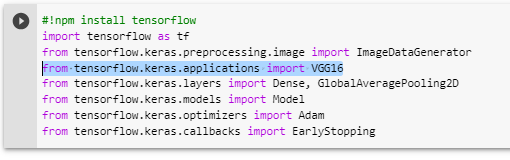 #!npm install tensorflow
import tensorflow as tf
from tensorflow.keras.preprocessing.image import ImageDataGenerator
from tensorflow.keras.applications import VGG16
from tensorflow.keras.layers import Dense, GlobalAveragePooling2D
from tensorflow.keras.models import Model
from tensorflow.keras.optimizers import Adam
from tensorflow.keras.callbacks import EarlyStopping